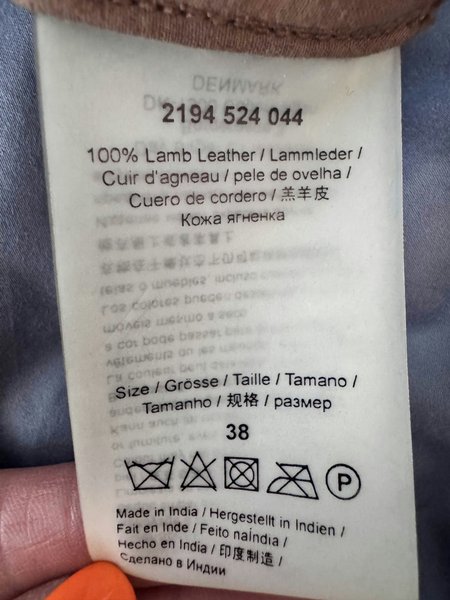 2194 524 044
100% Lamb Leather / Lammleder /
Cuir d'agneau / pele de ovelha /
Cuero de cordero / 羔羊皮
Кожа ягненка
Size / Grösse / Taille / Tamano /
Tamanho / 规格 / размер
38
P
Made in India / Hergestellt in Indien /
Fait en Inde / Feito naÍndia /
Hecho en India / 印度制造 /
Сделано в Индии